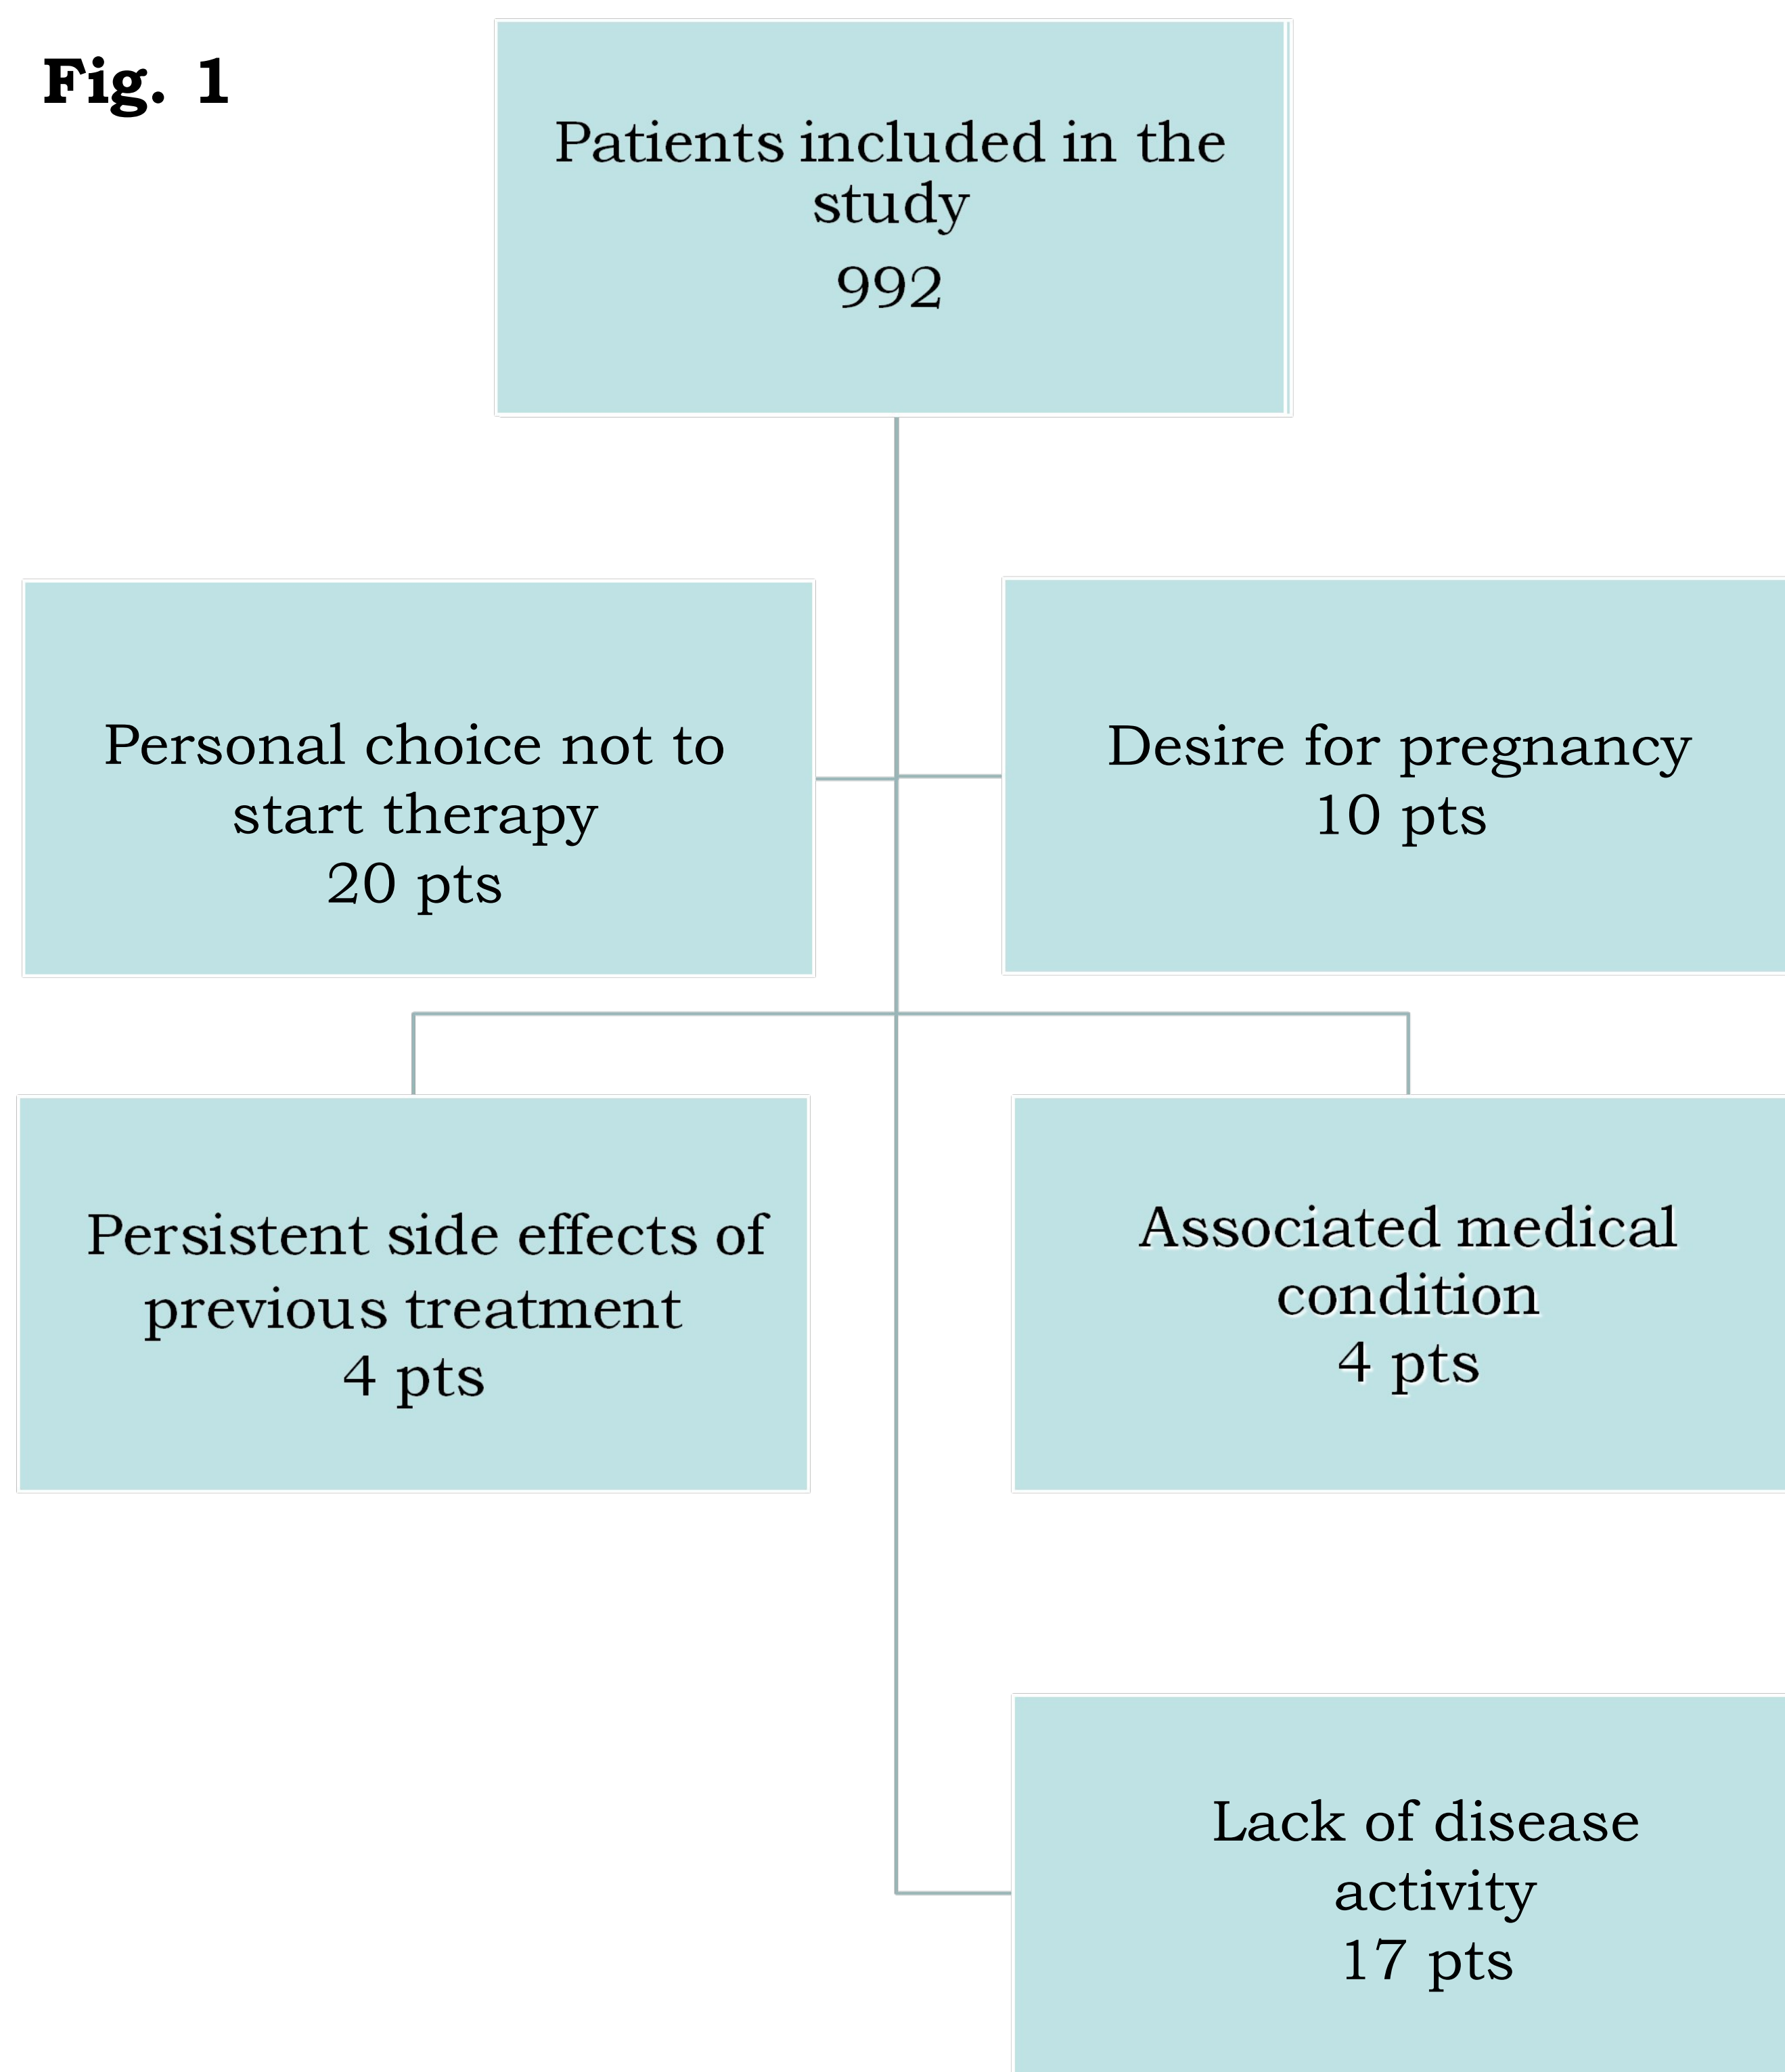 Fig. 1
Patients included in the
study
992
Personal choice not to
start therapy
20 pts
Desire for pregnancy
10 pts
Persistent side effects of
previous treatment
4 pts
Associated medical
condition
4 pts
Lack of disease
activity
17 pts